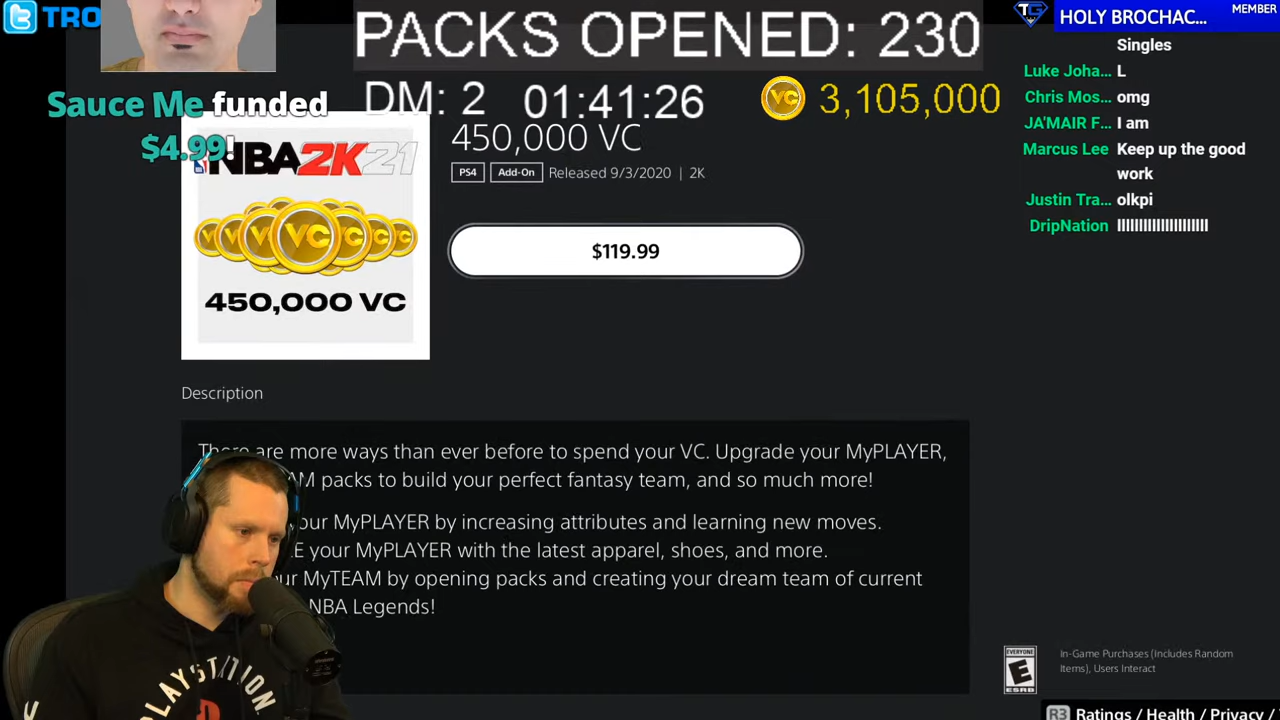 TRO
PACKS OPENED: 230
DM: 2
01:41:26
VC
3,105,000
HOLY BROCHAC...
MEMBER
Singles
Luke Joha... L
Chris Mos... omg
JA'MAIR F... I am
Marcus Lee Keep up the good
work
Justin Tra... olkpi
DripNation llllllllllllllllllll
Sauce Me funded
$4.99!
NBA2K21
VC
450,000 VC
450,000 VC
PS4
Add-On
Released 9/3/2020 | 2K
$119.99
Description
There are more ways than ever before to spend your VC. Upgrade your MyPLAYER,
packs to build your perfect fantasy team, and so much more!
your MyPLAYER by increasing attributes and learning new moves.
your MyPLAYER with the latest apparel, shoes, and more.
MyTEAM by opening packs and creating your dream team of current
NBA Legends!
PLAYSTATION
EVERYONE
E
ESRB
In-Game Purchases (Includes Random
Items), Users Interact
R3 Ratings / Health / Privacy /